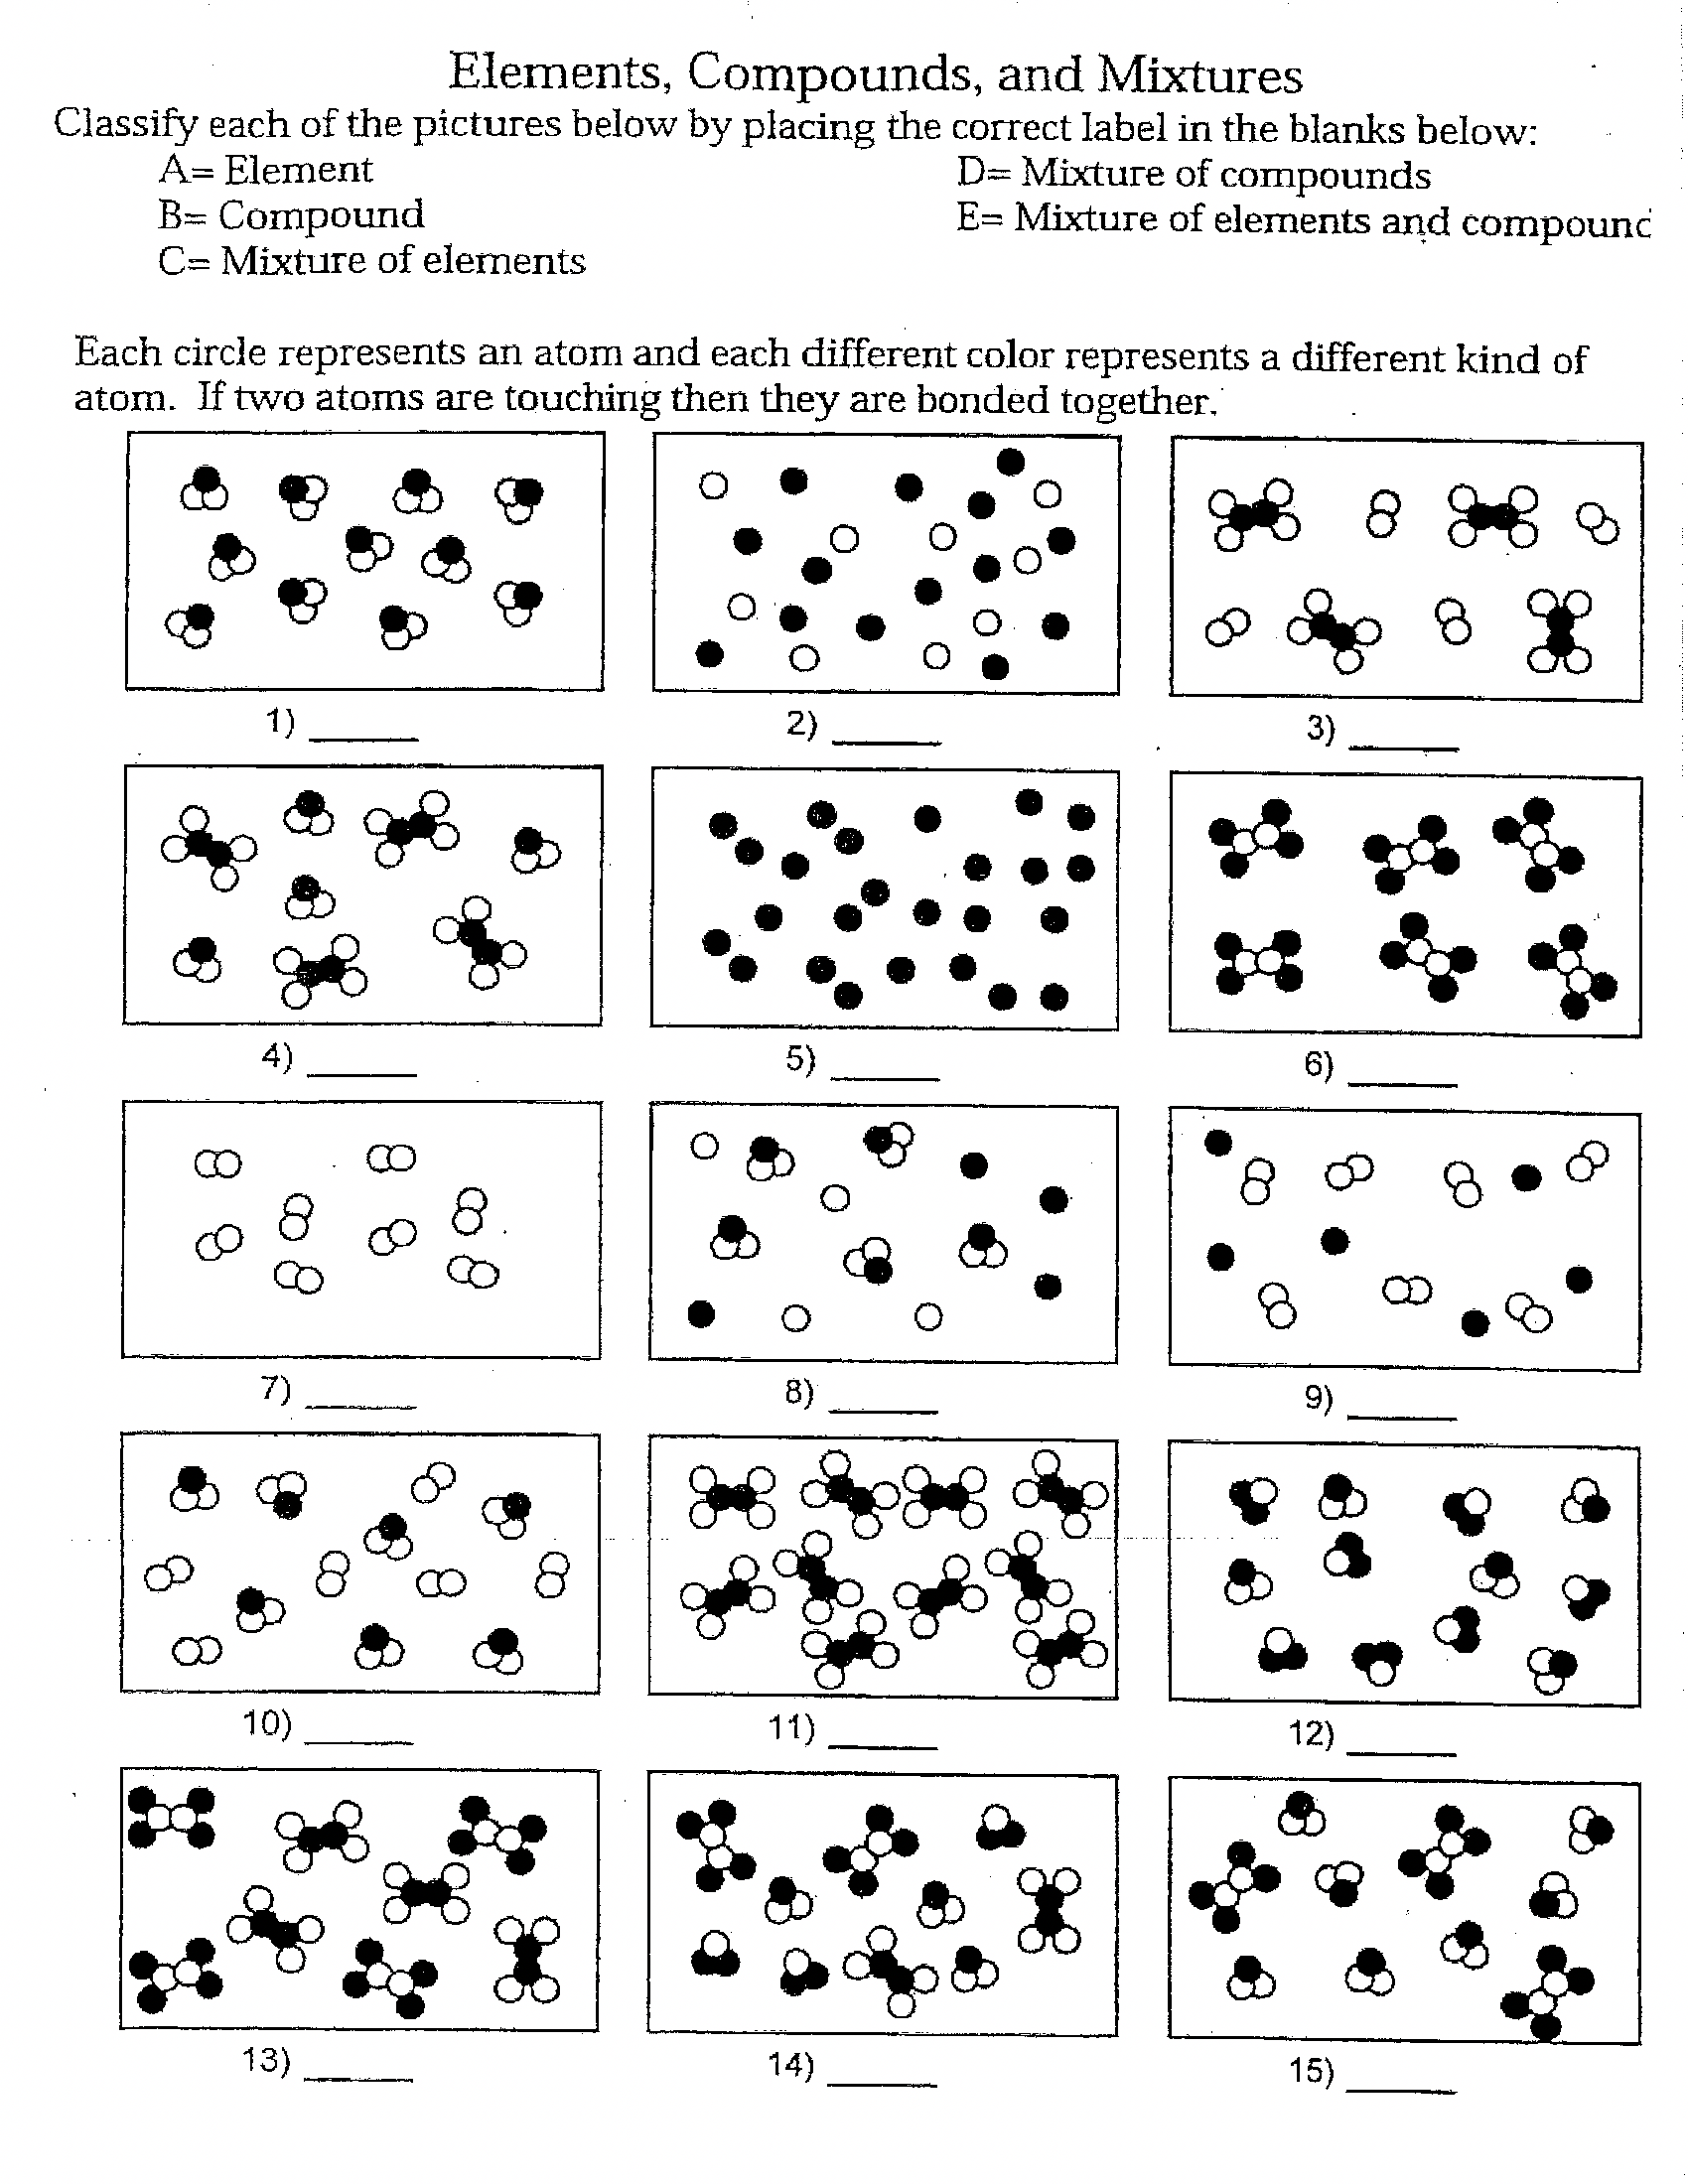 Elements, Compounds, and Mixtures
Classify each of the pictures below by placing the correct label in the blanks below:
A= Element
D= Mixture of compounds
B= Compound
E= Mixture of elements and compounc
C= Mixture of elements
Each circle represents an atom and each different color represents a different kind of
atom. If two atoms are touching then they are bonded together.
1) ______
2) ______
3) ______
4) ______
5) ______
6) ______
7) ______
8) ______
9) ______
10) ______
11) ______
12) ______
13) ______
14) ______
15) ______